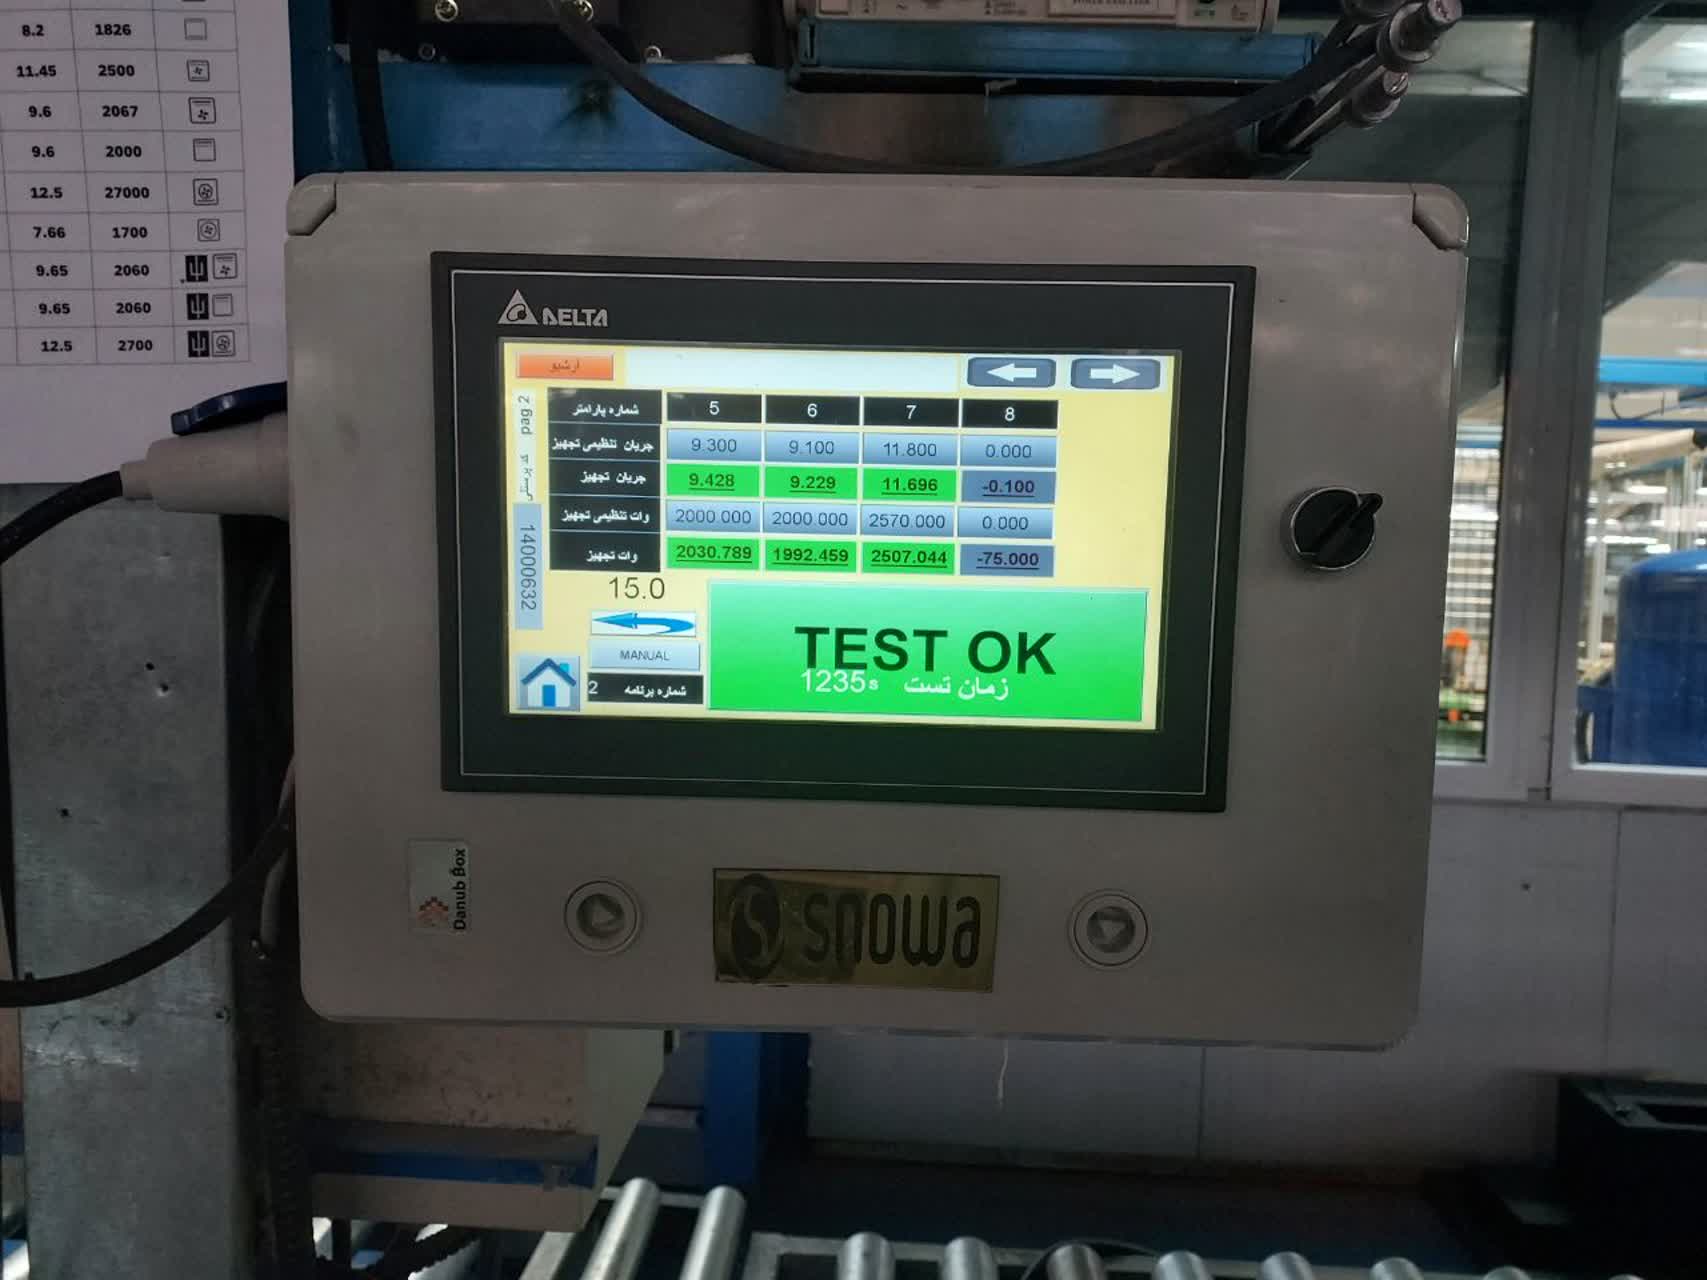 8.2 1826
11.45 2500
9.6 2067
9.6 2000
12.5 27000
7.66 1700
9.65 2060
9.65 2060
12.5 2700
DELTA
آرشیو
pag 2
14000632
شماره پارامتر 5 6 7 8
جریان تنظیمی تجهیز 9.300 9.100 11.800 0.000
جریان تجهیز 9.428 9.229 11.696 -0.100
وات تنظیمی تجهیز 2000.000 2000.000 2570.000 0.000
وات تجهیز 2030.789 1992.459 2507.044 -75.000
15.0
MANUAL
شماره برنامه 2
TEST OK
زمان تست 1235s
Danub Box
snowa